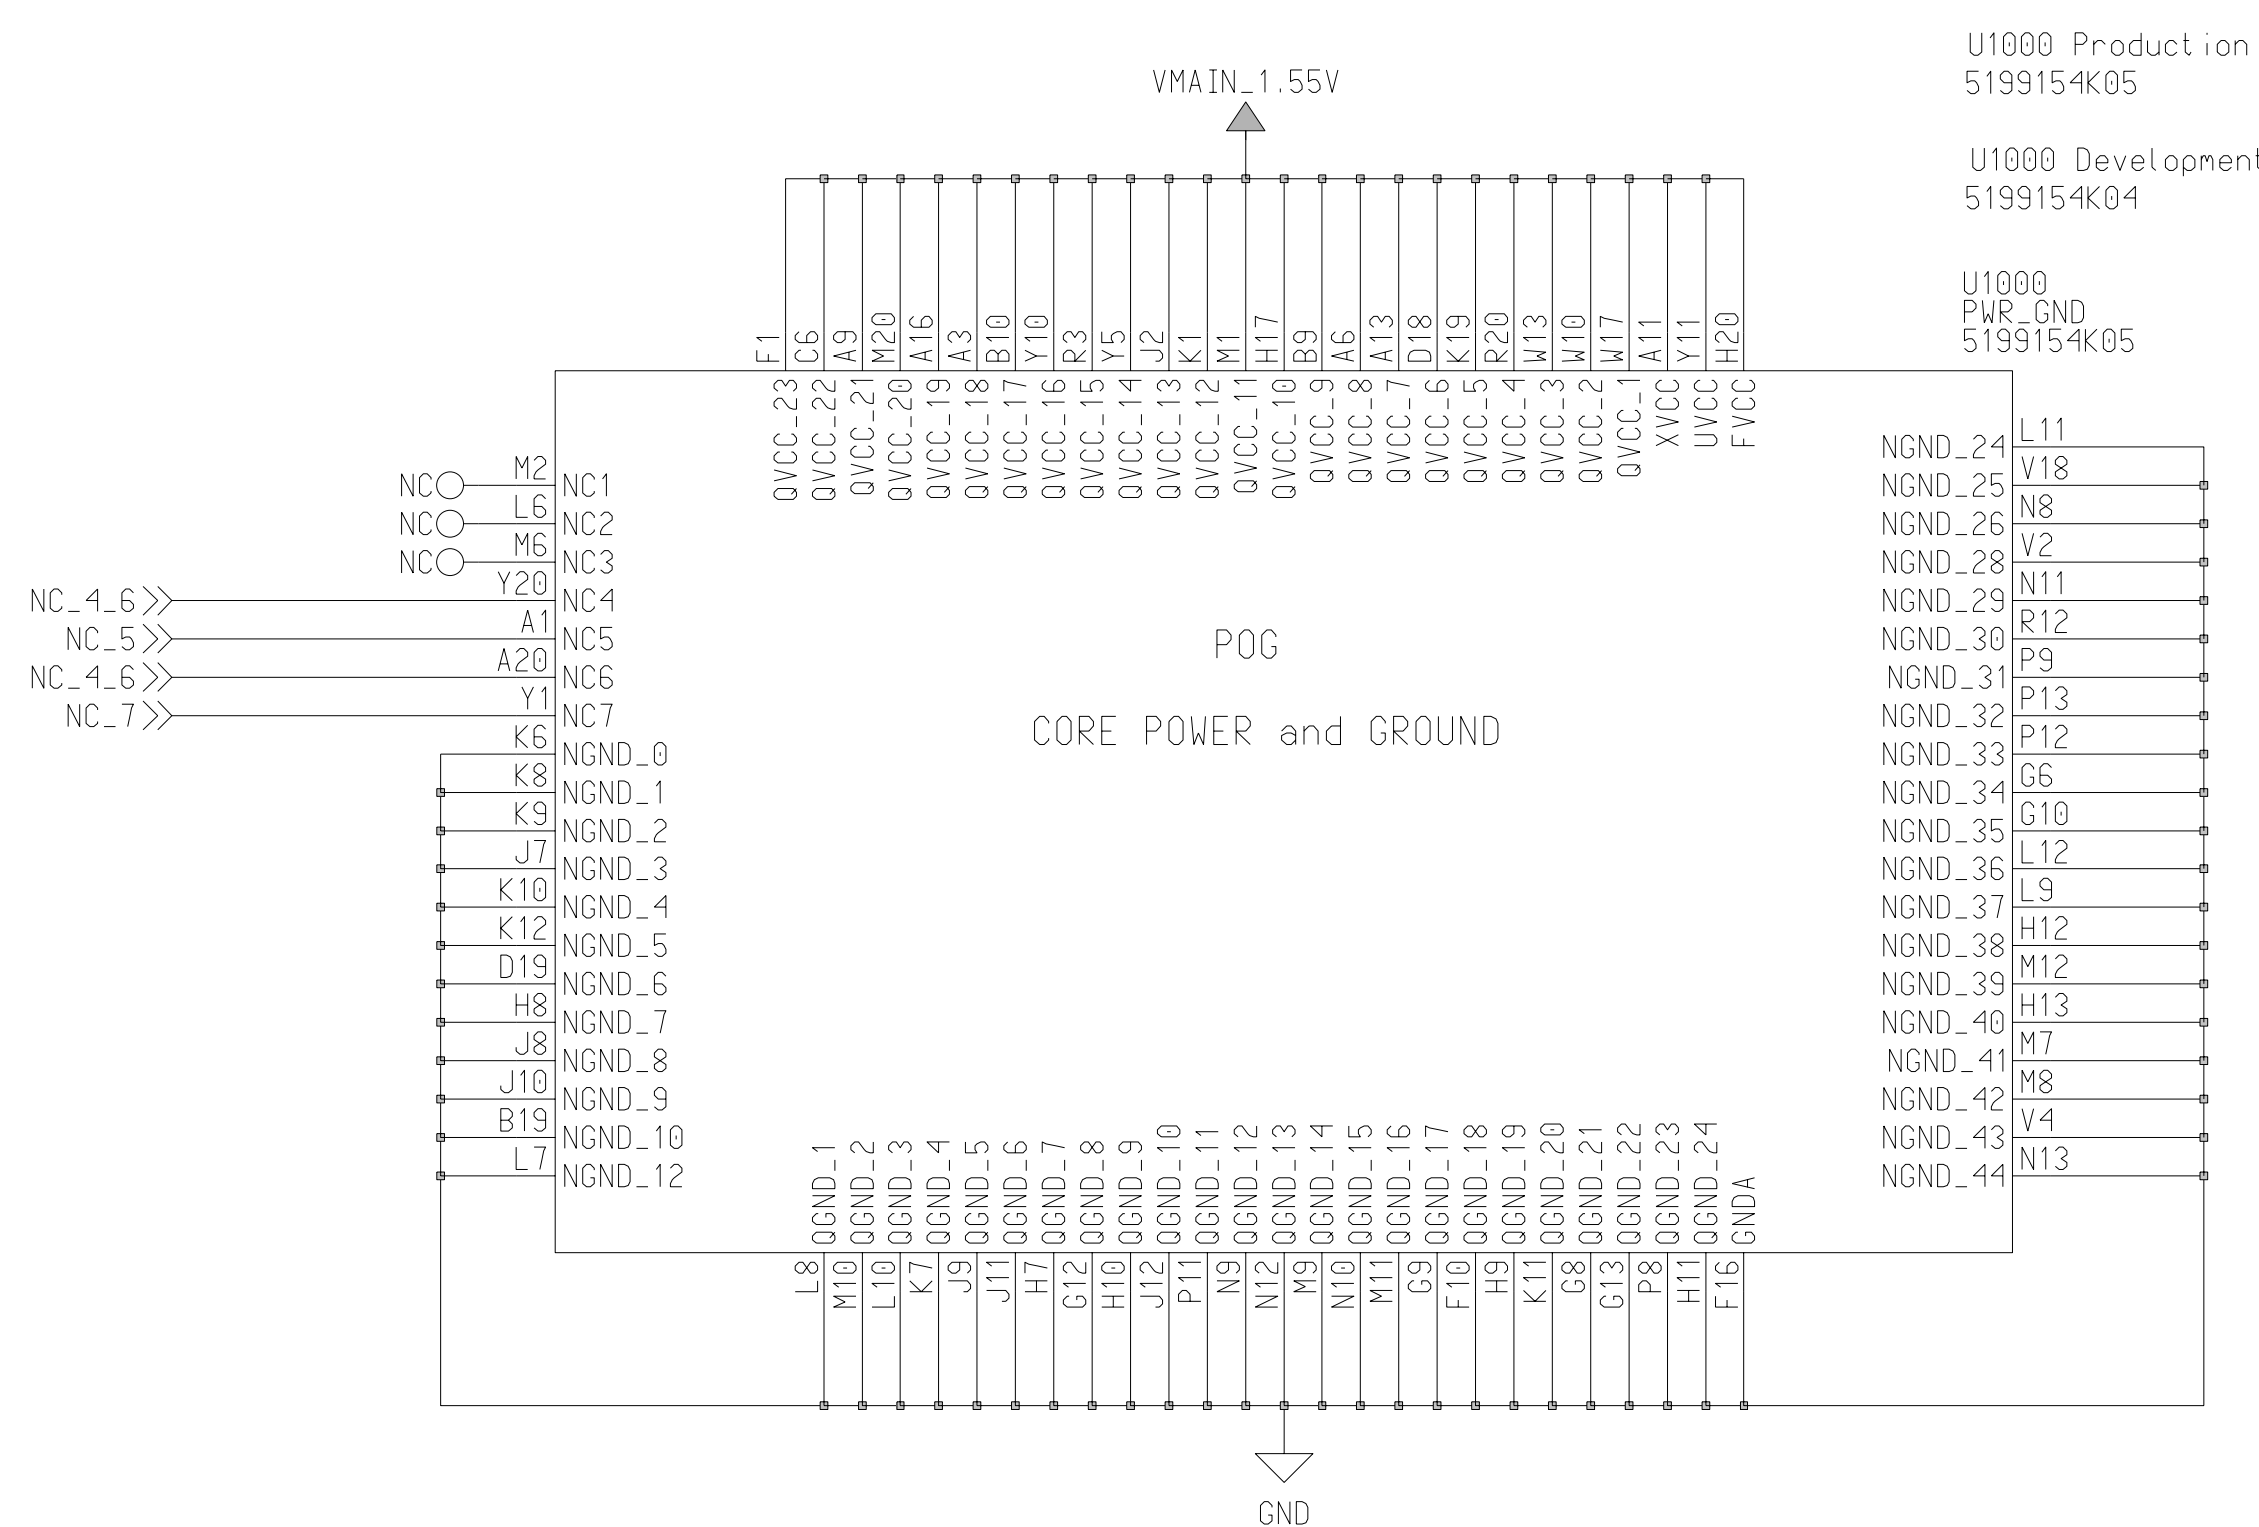 U1000 Production
5199154K05
U1000 Development
5199154K04
U1000
PWR_GND
5199154K05
VMAIN_1.55V
F1
C6
A9
M20
A16
A3
B10
Y10
R3
Y5
J2
K1
M1
H17
B9
A6
A13
D18
K19
R20
W13
W10
W17
A11
Y11
H20
QVCC_23
QVCC_22
QVCC_21
QVCC_20
QVCC_19
QVCC_18
QVCC_17
QVCC_16
QVCC_15
QVCC_14
QVCC_13
QVCC_12
QVCC_11
QVCC_10
QVCC_9
QVCC_8
QVCC_7
QVCC_6
QVCC_5
QVCC_4
QVCC_3
QVCC_2
QVCC_1
XVCC
UVCC
FVCC
NC M2 NC1
NC L6 NC2
NC M6 NC3
NC_4_6 Y20 NC4
NC_5 A1 NC5
NC_4_6 A20 NC6
NC_7 Y1 NC7
K6 NGND_0
K8 NGND_1
K9 NGND_2
J7 NGND_3
K10 NGND_4
K12 NGND_5
D19 NGND_6
H8 NGND_7
J8 NGND_8
J10 NGND_9
B19 NGND_10
L7 NGND_12
POG
CORE POWER and GROUND
NGND_24 L11
NGND_25 V18
NGND_26 N8
NGND_28 V2
NGND_29 N11
NGND_30 R12
NGND_31 P9
NGND_32 P13
NGND_33 P12
NGND_34 G6
NGND_35 G10
NGND_36 L12
NGND_37 L9
NGND_38 H12
NGND_39 M12
NGND_40 H13
NGND_41 M7
NGND_42 M8
NGND_43 V4
NGND_44 N13
QGND_1
QGND_2
QGND_3
QGND_4
QGND_5
QGND_6
QGND_7
QGND_8
QGND_9
QGND_10
QGND_11
QGND_12
QGND_13
QGND_14
QGND_15
QGND_16
QGND_17
QGND_18
QGND_19
QGND_20
QGND_21
QGND_22
QGND_23
QGND_24
GNDA
L8
M10
L10
K7
J9
J11
H7
G12
H10
J12
P11
N9
N12
M9
N10
M11
G9
F10
H9
K11
G8
G13
P8
H11
F16
GND